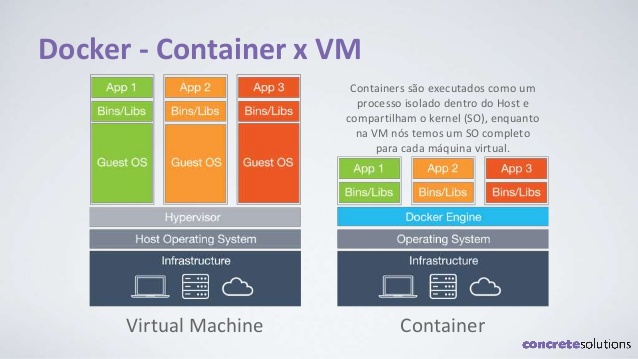 Docker - Container x VM
App 1 App 2 App 3
Bins/Libs Bins/Libs Bins/Libs
Guest OS Guest OS Guest OS
Hypervisor
Host Operating System
Infrastructure
Virtual Machine
Containers são executados como um
processo isolado dentro do Host e
compartilham o kernel (SO), enquanto
na VM nós temos um SO completo
para cada máquina virtual.
App 1 App 2 App 3
Bins/Libs Bins/Libs Bins/Libs
Docker Engine
Operating System
Infrastructure
Container
concretesolutions